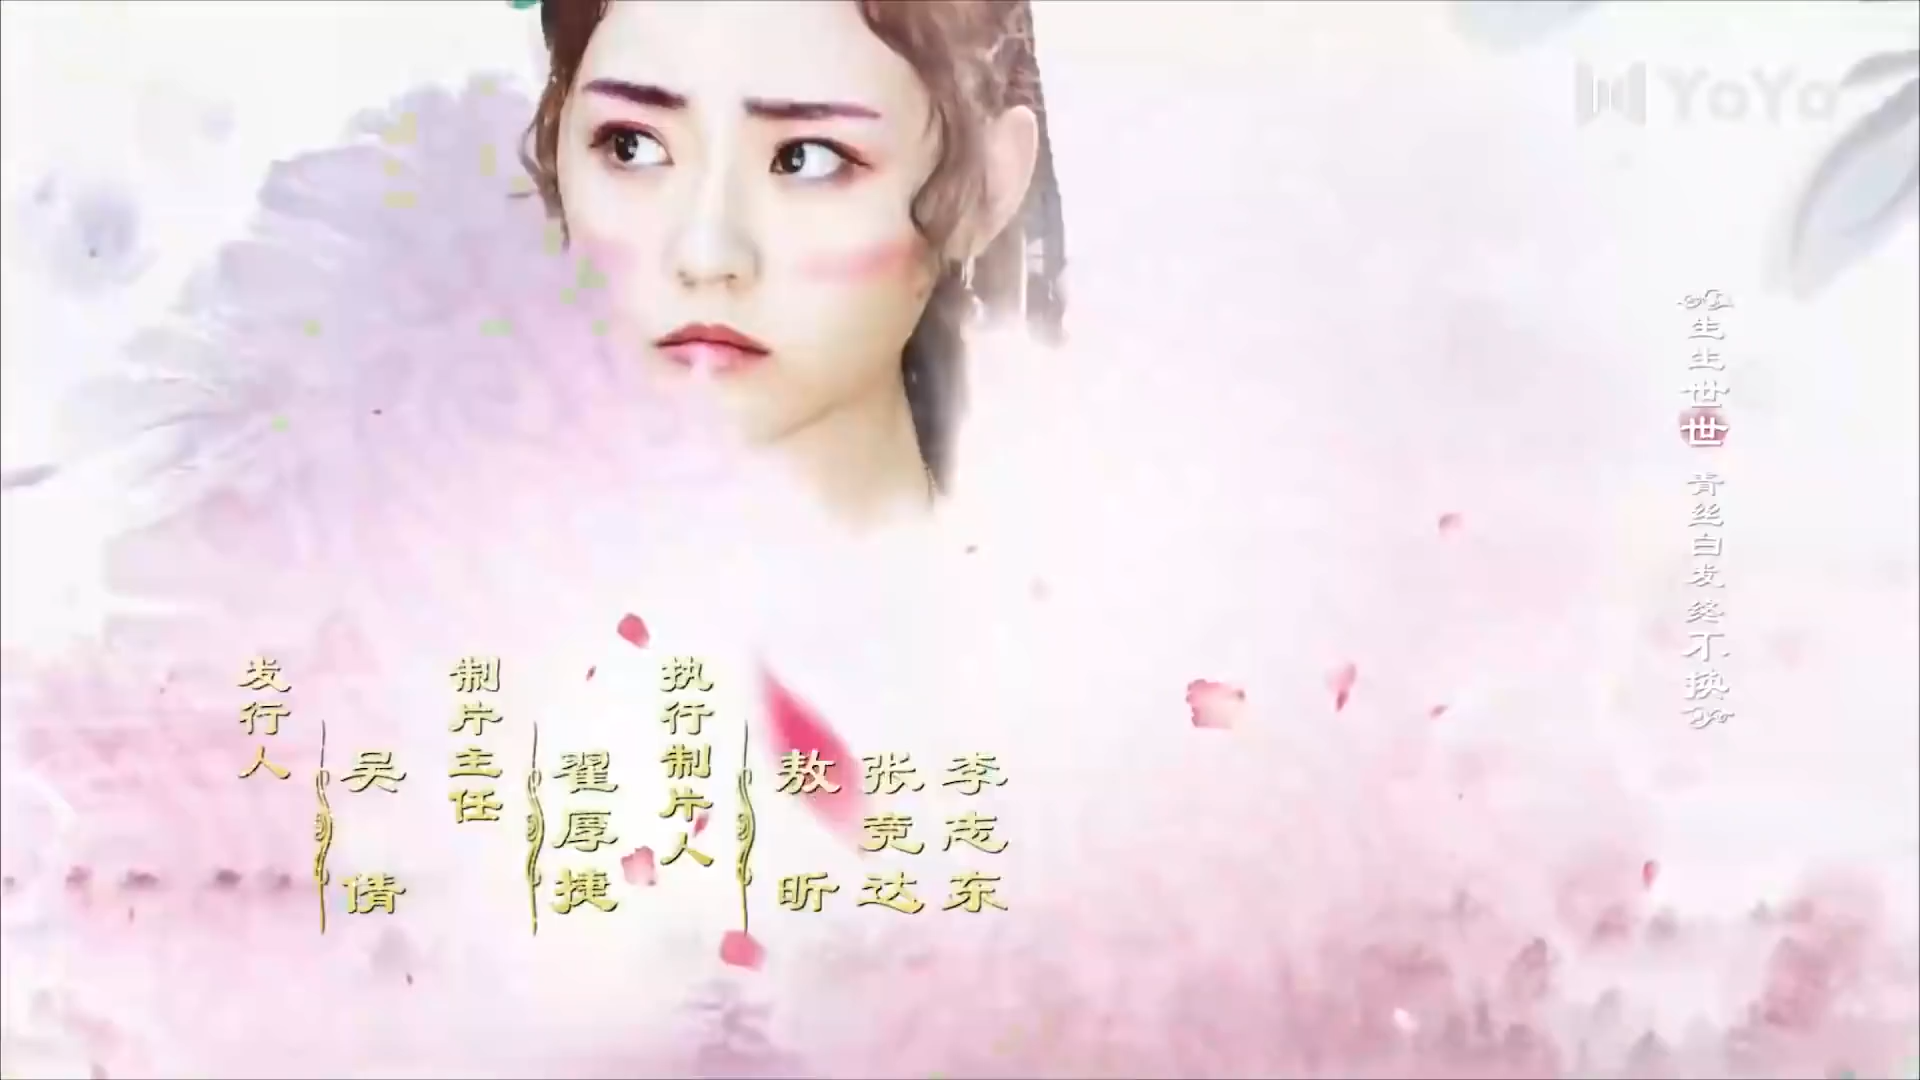 YoYo
生生世世 青丝白发终不换
发行人
吴倩
制片主任
翟厚捷
执行制片人
敖昕
张竞达
李志东